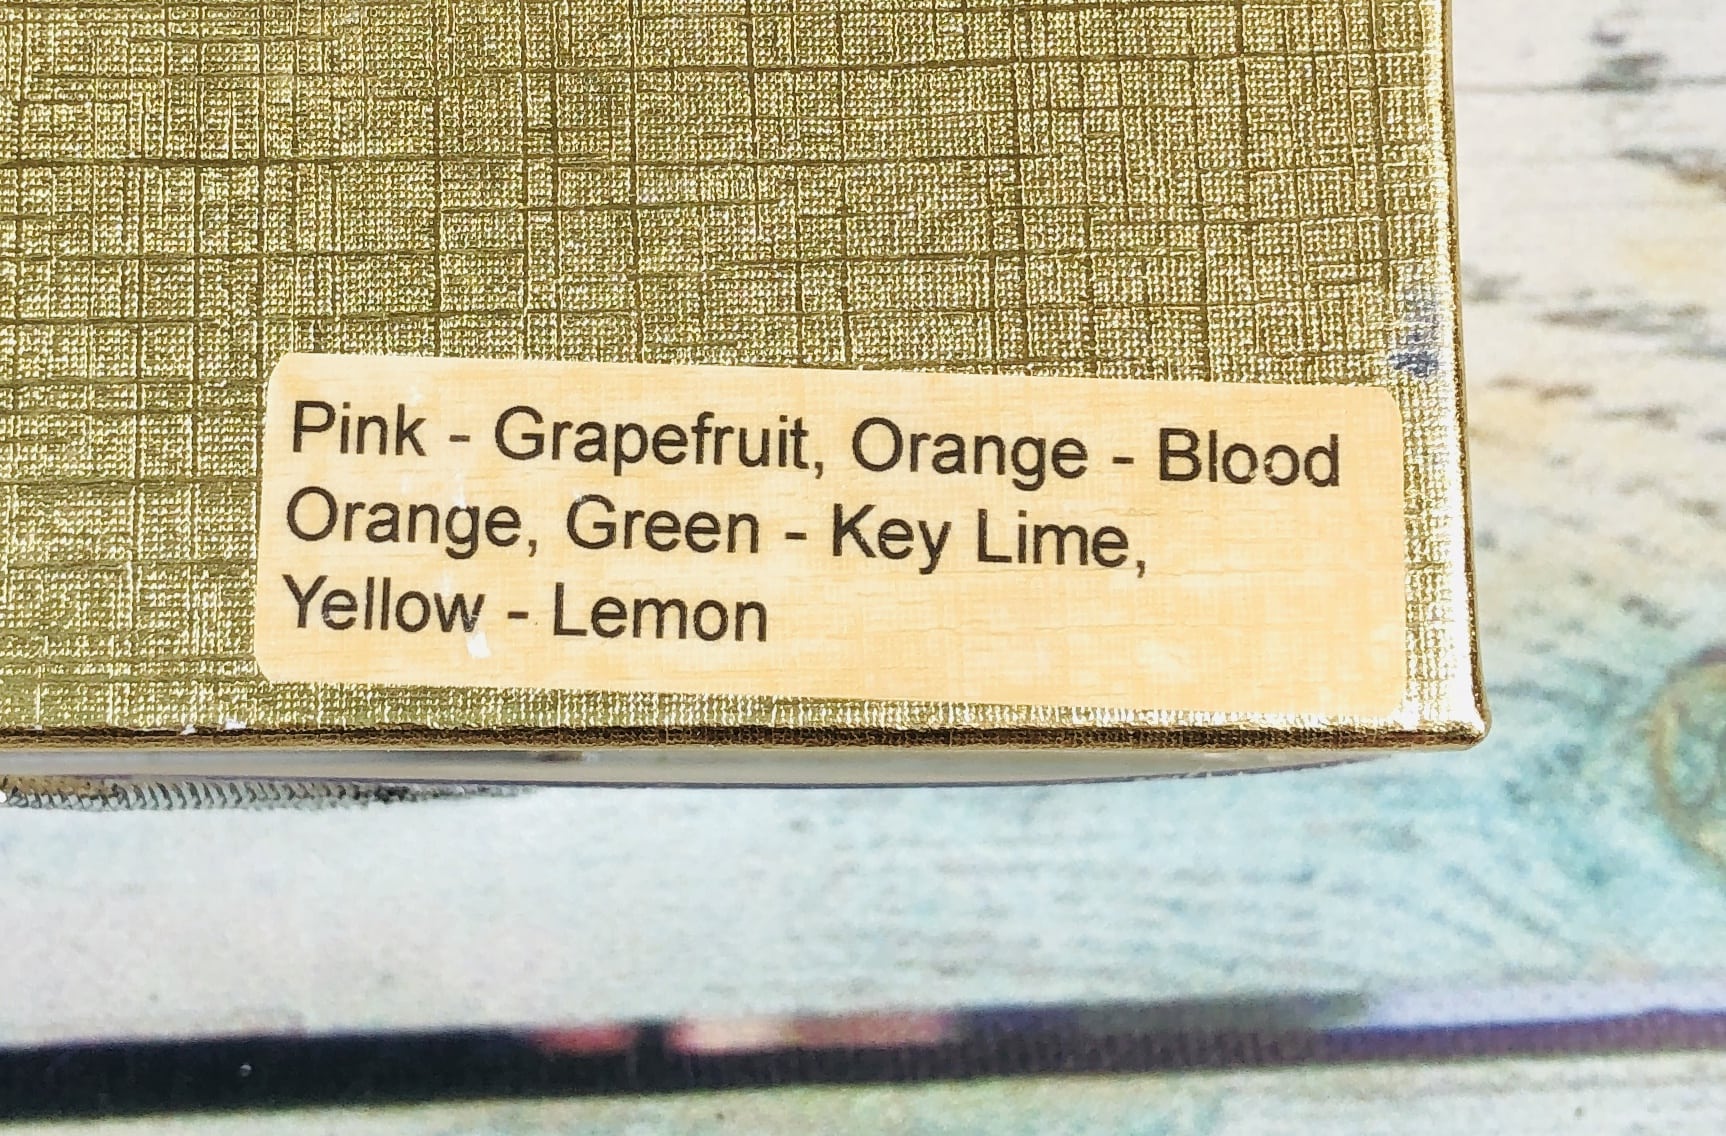 Pink - Grapefruit, Orange - Blood
Orange, Green - Key Lime,
Yellow - Lemon